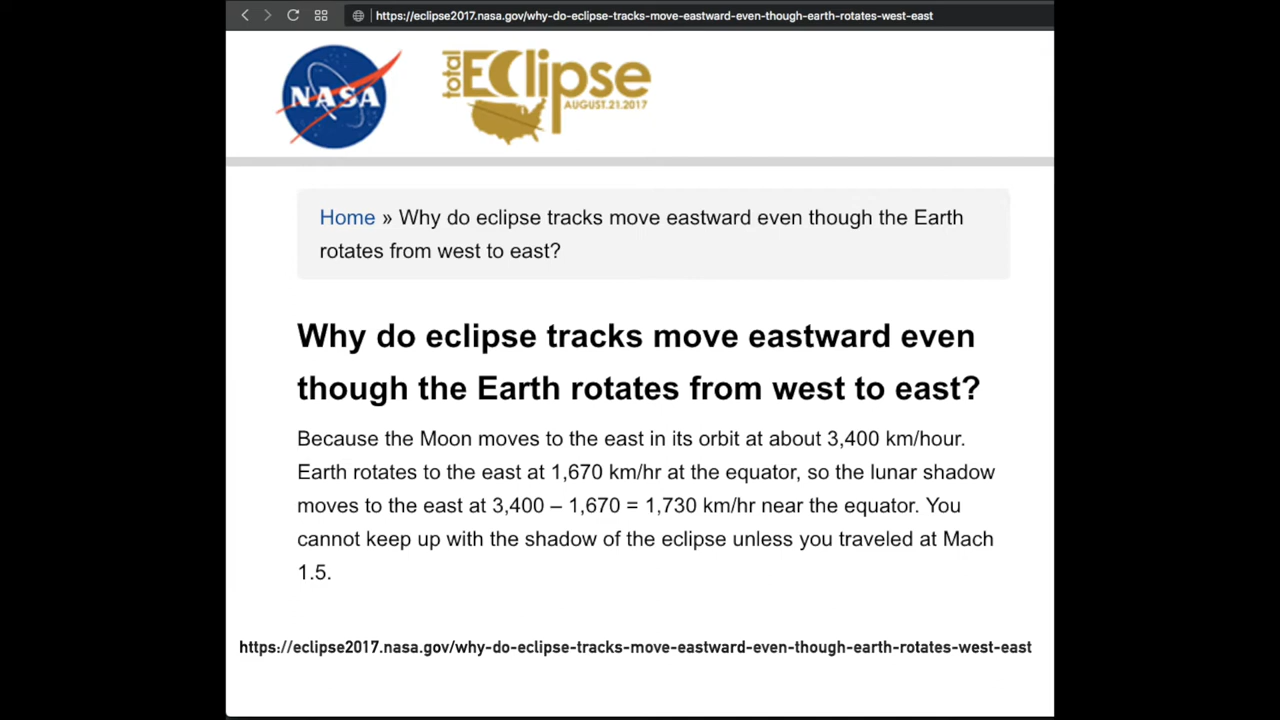 https://eclipse2017.nasa.gov/why-do-eclipse-tracks-move-eastward-even-though-earth-rotates-west-east
NASA
total ECLipse
AUGUST.21.2017
Home » Why do eclipse tracks move eastward even though the Earth
rotates from west to east?
Why do eclipse tracks move eastward even
though the Earth rotates from west to east?
Because the Moon moves to the east in its orbit at about 3,400 km/hour.
Earth rotates to the east at 1,670 km/hr at the equator, so the lunar shadow
moves to the east at 3,400 – 1,670 = 1,730 km/hr near the equator. You
cannot keep up with the shadow of the eclipse unless you traveled at Mach
1.5.
https://eclipse2017.nasa.gov/why-do-eclipse-tracks-move-eastward-even-though-earth-rotates-west-east